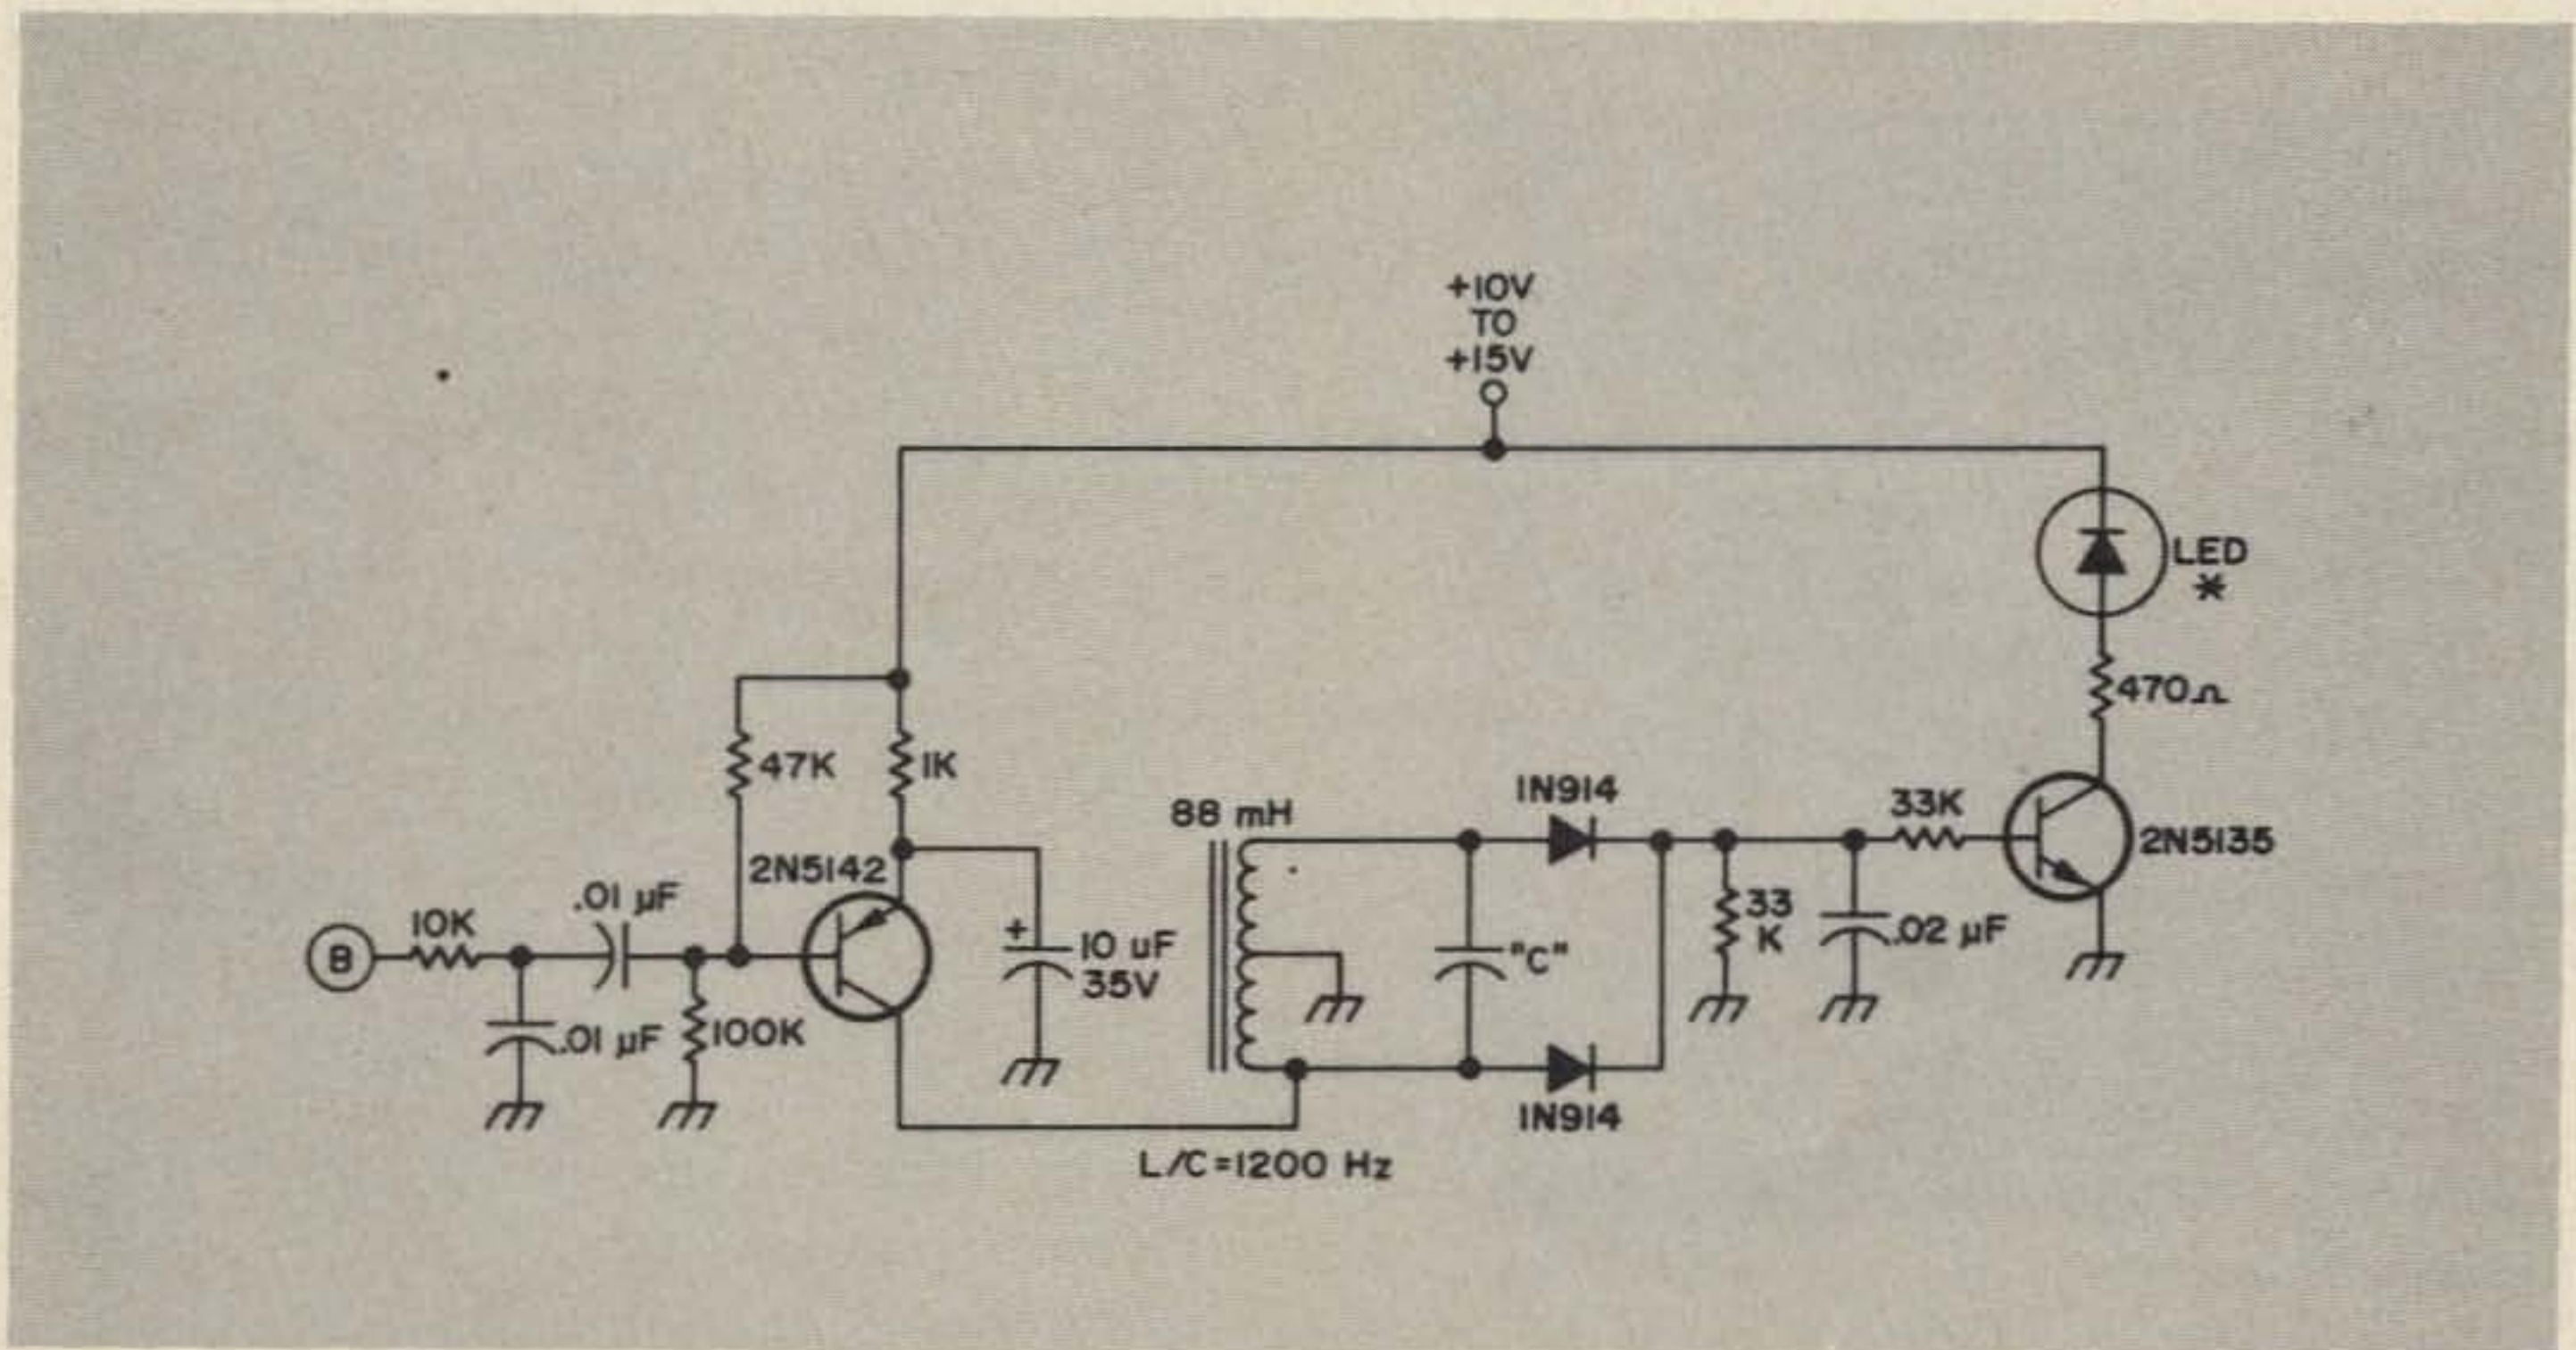 +10V
TO
+15V
LED
*
470Ω
47K
1K
88 mH
1N914
33K
2N5135
2N5142
.01 µF
10K
B
+
10 uF
35V
"C"
33
K
.02 µF
.01 µF
100K
1N914
L/C=1200 Hz